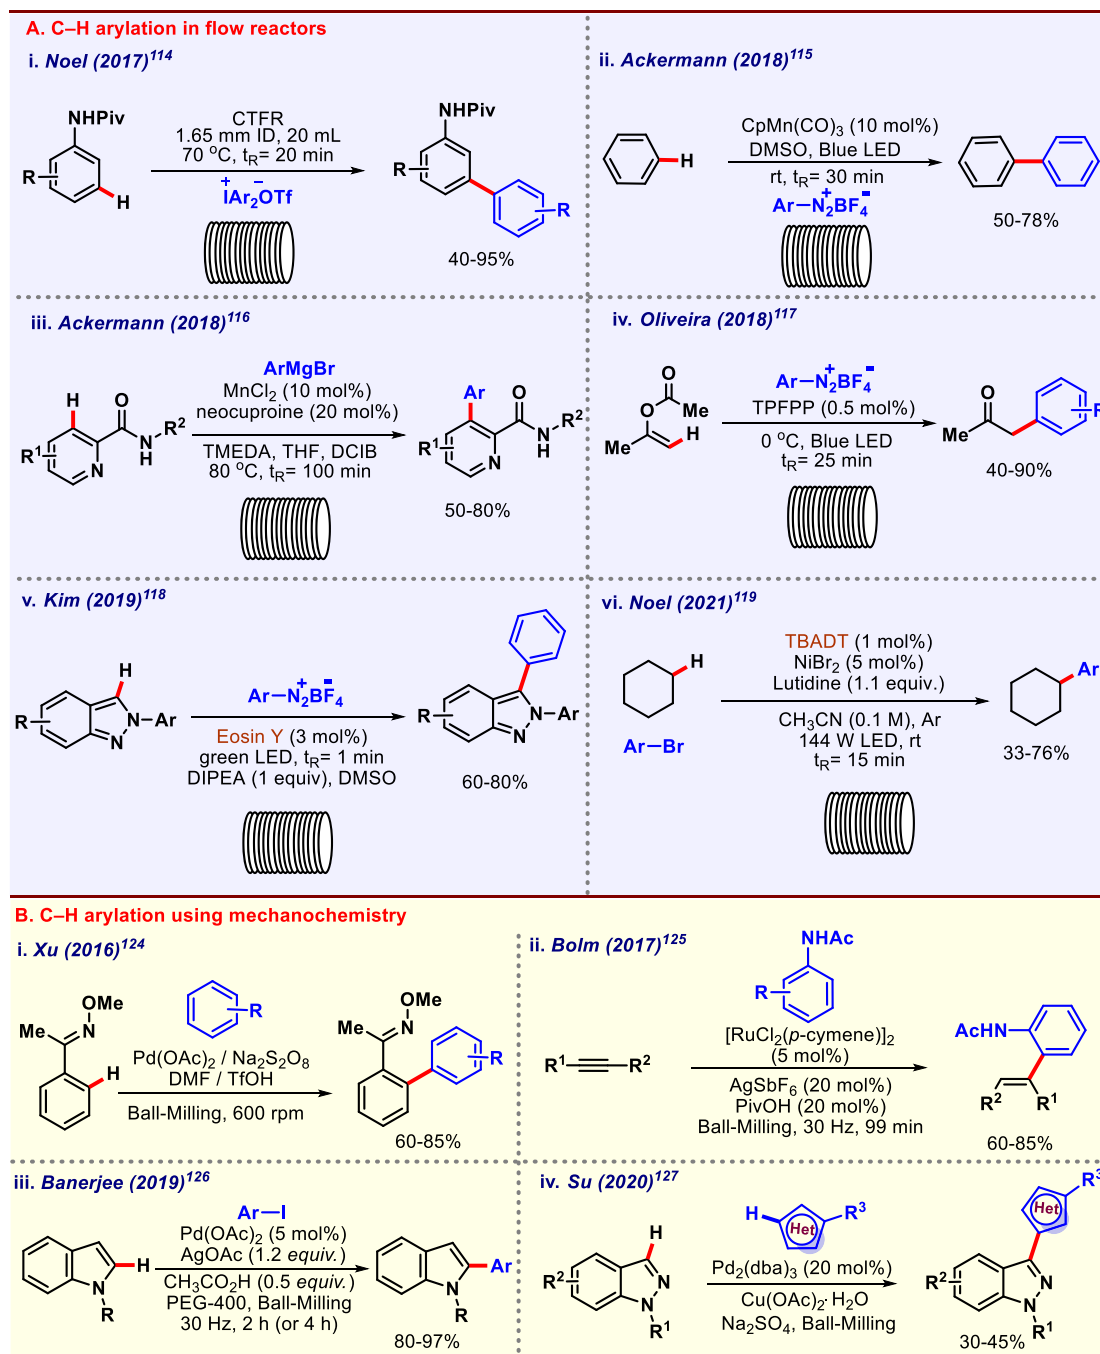 A. C–H arylation in flow reactors
i. Noel (2017)114
NHPiv
R
H
CTFR
1.65 mm ID, 20 mL
70 oC, tR= 20 min
+ –
IAr2OTf
NHPiv
R
R
40-95%
ii. Ackermann (2018)115
H
CpMn(CO)3 (10 mol%)
DMSO, Blue LED
rt, tR= 30 min
Ar–N2BF4
+ –
50-78%
iii. Ackermann (2018)116
H
O
R1
N
N
H
R2
ArMgBr
MnCl2 (10 mol%)
neocuproine (20 mol%)
TMEDA, THF, DCIB
80 oC, tR= 100 min
Ar
O
R1
N
N
H
R2
50-80%
iv. Oliveira (2018)117
O
O
Me
Me
H
Ar–N2BF4
+ –
TPFPP (0.5 mol%)
0 oC, Blue LED
tR= 25 min
O
Me
R
40-90%
v. Kim (2019)118
H
R
N–Ar
N
Ar–N2BF4
+ –
Eosin Y (3 mol%)
green LED, tR= 1 min
DIPEA (1 equiv), DMSO
R
N–Ar
N
60-80%
vi. Noel (2021)119
H
Ar–Br
TBADT (1 mol%)
NiBr2 (5 mol%)
Lutidine (1.1 equiv.)
CH3CN (0.1 M), Ar
144 W LED, rt
tR= 15 min
Ar
33-76%
B. C–H arylation using mechanochemistry
i. Xu (2016)124
OMe
Me
N
H
R
Pd(OAc)2 / Na2S2O8
DMF / TfOH
Ball-Milling, 600 rpm
OMe
Me
N
R
60-85%
ii. Bolm (2017)125
NHAc
R
R1
R2
[RuCl2(p-cymene)]2
(5 mol%)
AgSbF6 (20 mol%)
PivOH (20 mol%)
Ball-Milling, 30 Hz, 99 min
AcHN
R2
R1
60-85%
iii. Banerjee (2019)126
H
N
R
Ar–I
Pd(OAc)2 (5 mol%)
AgOAc (1.2 equiv.)
CH3CO2H (0.5 equiv.)
PEG-400, Ball-Milling
30 Hz, 2 h (or 4 h)
Ar
N
R
80-97%
iv. Su (2020)127
H
R2
N
N
R1
H
Het
R3
Pd2(dba)3 (20 mol%)
Cu(OAc)2·H2O
Na2SO4, Ball-Milling
R3
Het
R2
N
N
R1
30-45%